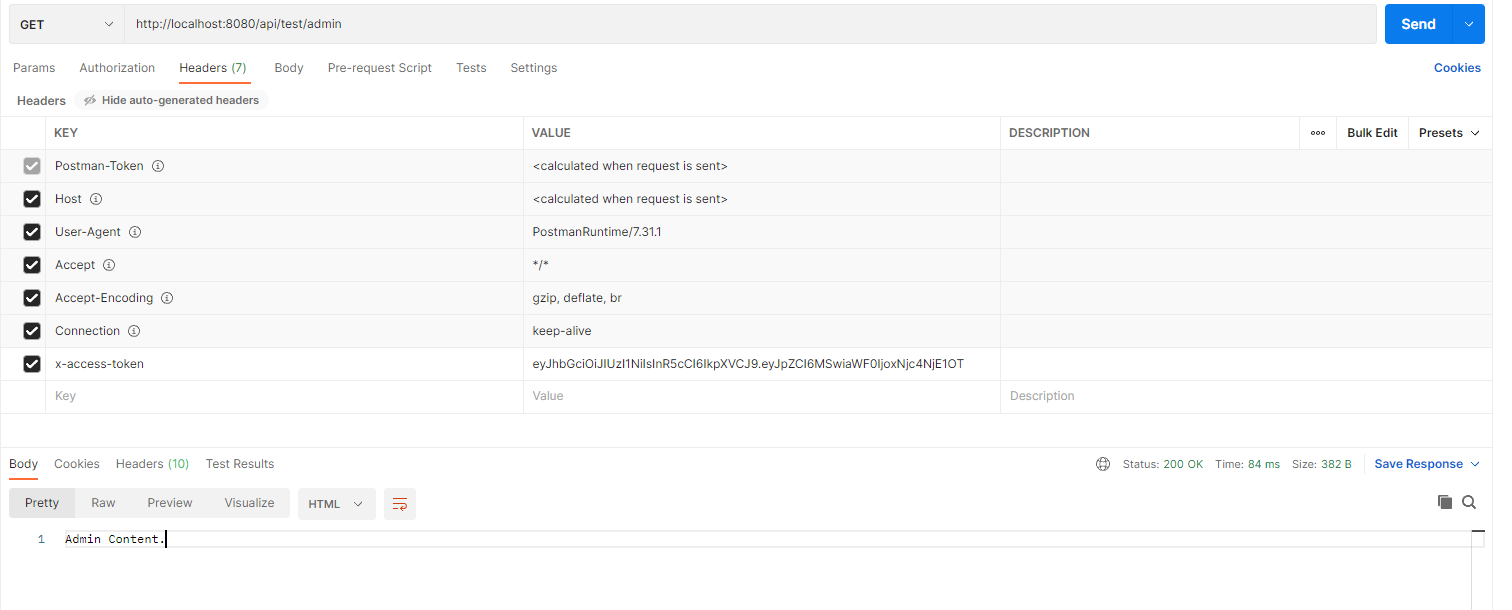 GET http://localhost:8080/api/test/admin Send
Params Authorization Headers (7) Body Pre-request Script Tests Settings Cookies
Headers Hide auto-generated headers
KEY VALUE DESCRIPTION ooo Bulk Edit Presets
Postman-Token <calculated when request is sent>
Host <calculated when request is sent>
User-Agent PostmanRuntime/7.31.1
Accept */*
Accept-Encoding gzip, deflate, br
Connection keep-alive
x-access-token eyJhbGciOiJIUzI1NiIsInR5cCI6IkpXVCJ9.eyJpZCI6MSwiaWF0IjoxNjc4NjE1OT
Key Value Description
Body Cookies Headers (10) Test Results Status: 200 OK Time: 84 ms Size: 382 B Save Response
Pretty Raw Preview Visualize HTML
1 Admin Content.